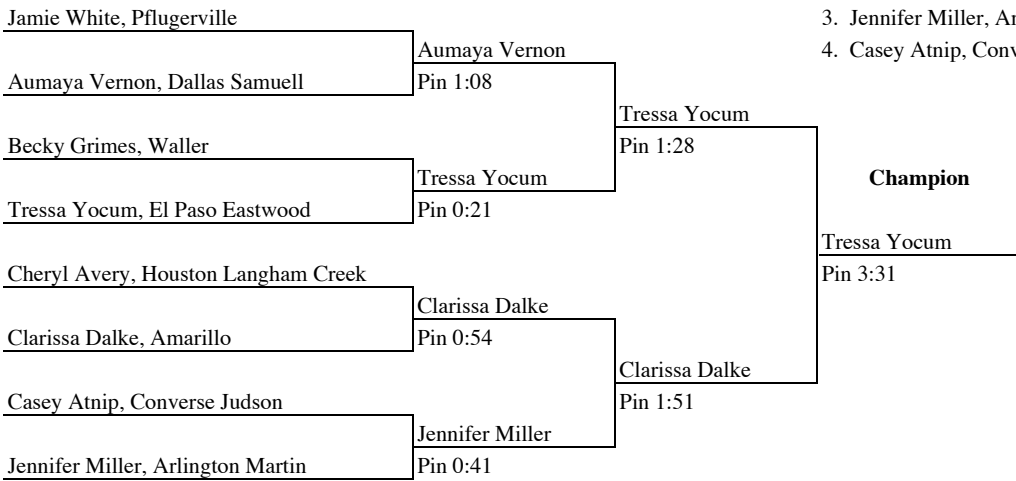 Jamie White, Pflugerville
3. Jennifer Miller,
Aumaya Vernon
4. Casey Atnip,
Aumaya Vernon, Dallas Samuell
Pin 1:08
Tressa Yocum
Becky Grimes, Waller
Pin 1:28
Tressa Yocum
Champion
Tressa Yocum, El Paso Eastwood
Pin 0:21
Tressa Yocum
Cheryl Avery, Houston Langham Creek
Pin 3:31
Clarissa Dalke
Clarissa Dalke, Amarillo
Pin 0:54
Clarissa Dalke
Casey Atnip, Converse Judson
Pin 1:51
Jennifer Miller
Jennifer Miller, Arlington Martin
Pin 0:41